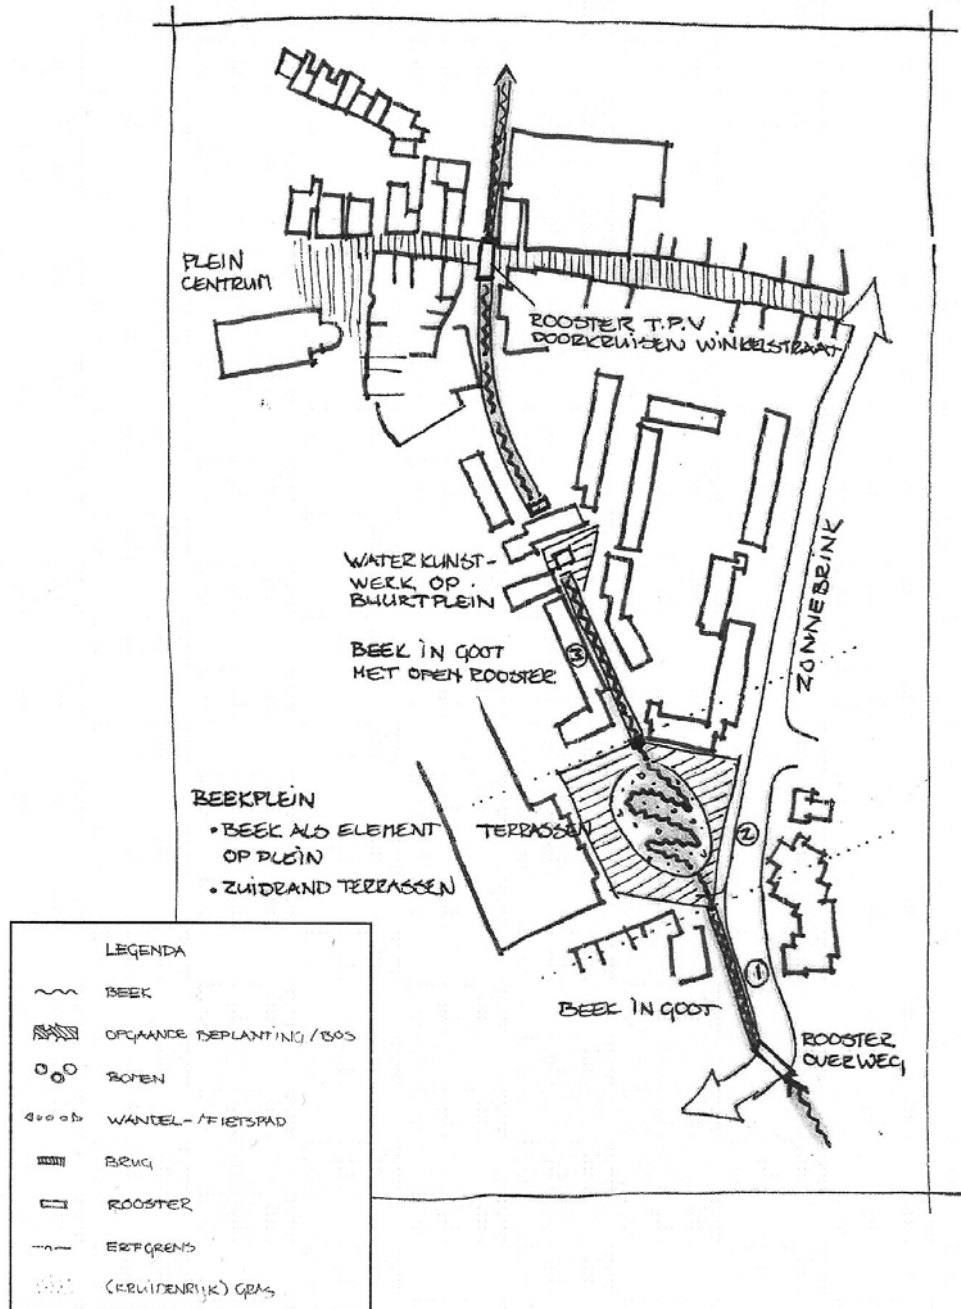 PLEIN
CENTRUM
ROOSTER T.P.V
DOORKRUISEN WINKELSTRAAT
ZONNEBRINK
WATERKUNST-
WERK OP
BUURTPLEIN
BEEK IN GOOT
MET OPEN ROOSTER
3
BEEKPLEIN
• BEEK ALS ELEMENT
OP PLEIN
• ZUIDRAND TERRASSEN
TERRASSEN
2
1
BEEK IN GOOT
ROOSTER
OVERWEG
LEGENDA
BEEK
OPGAANDE BEPLANTING/BOS
BOMEN
WANDEL-/FIETSPAD
BRUG
ROOSTER
ERFGRENS
(KRUIDENRIJK) GRAS